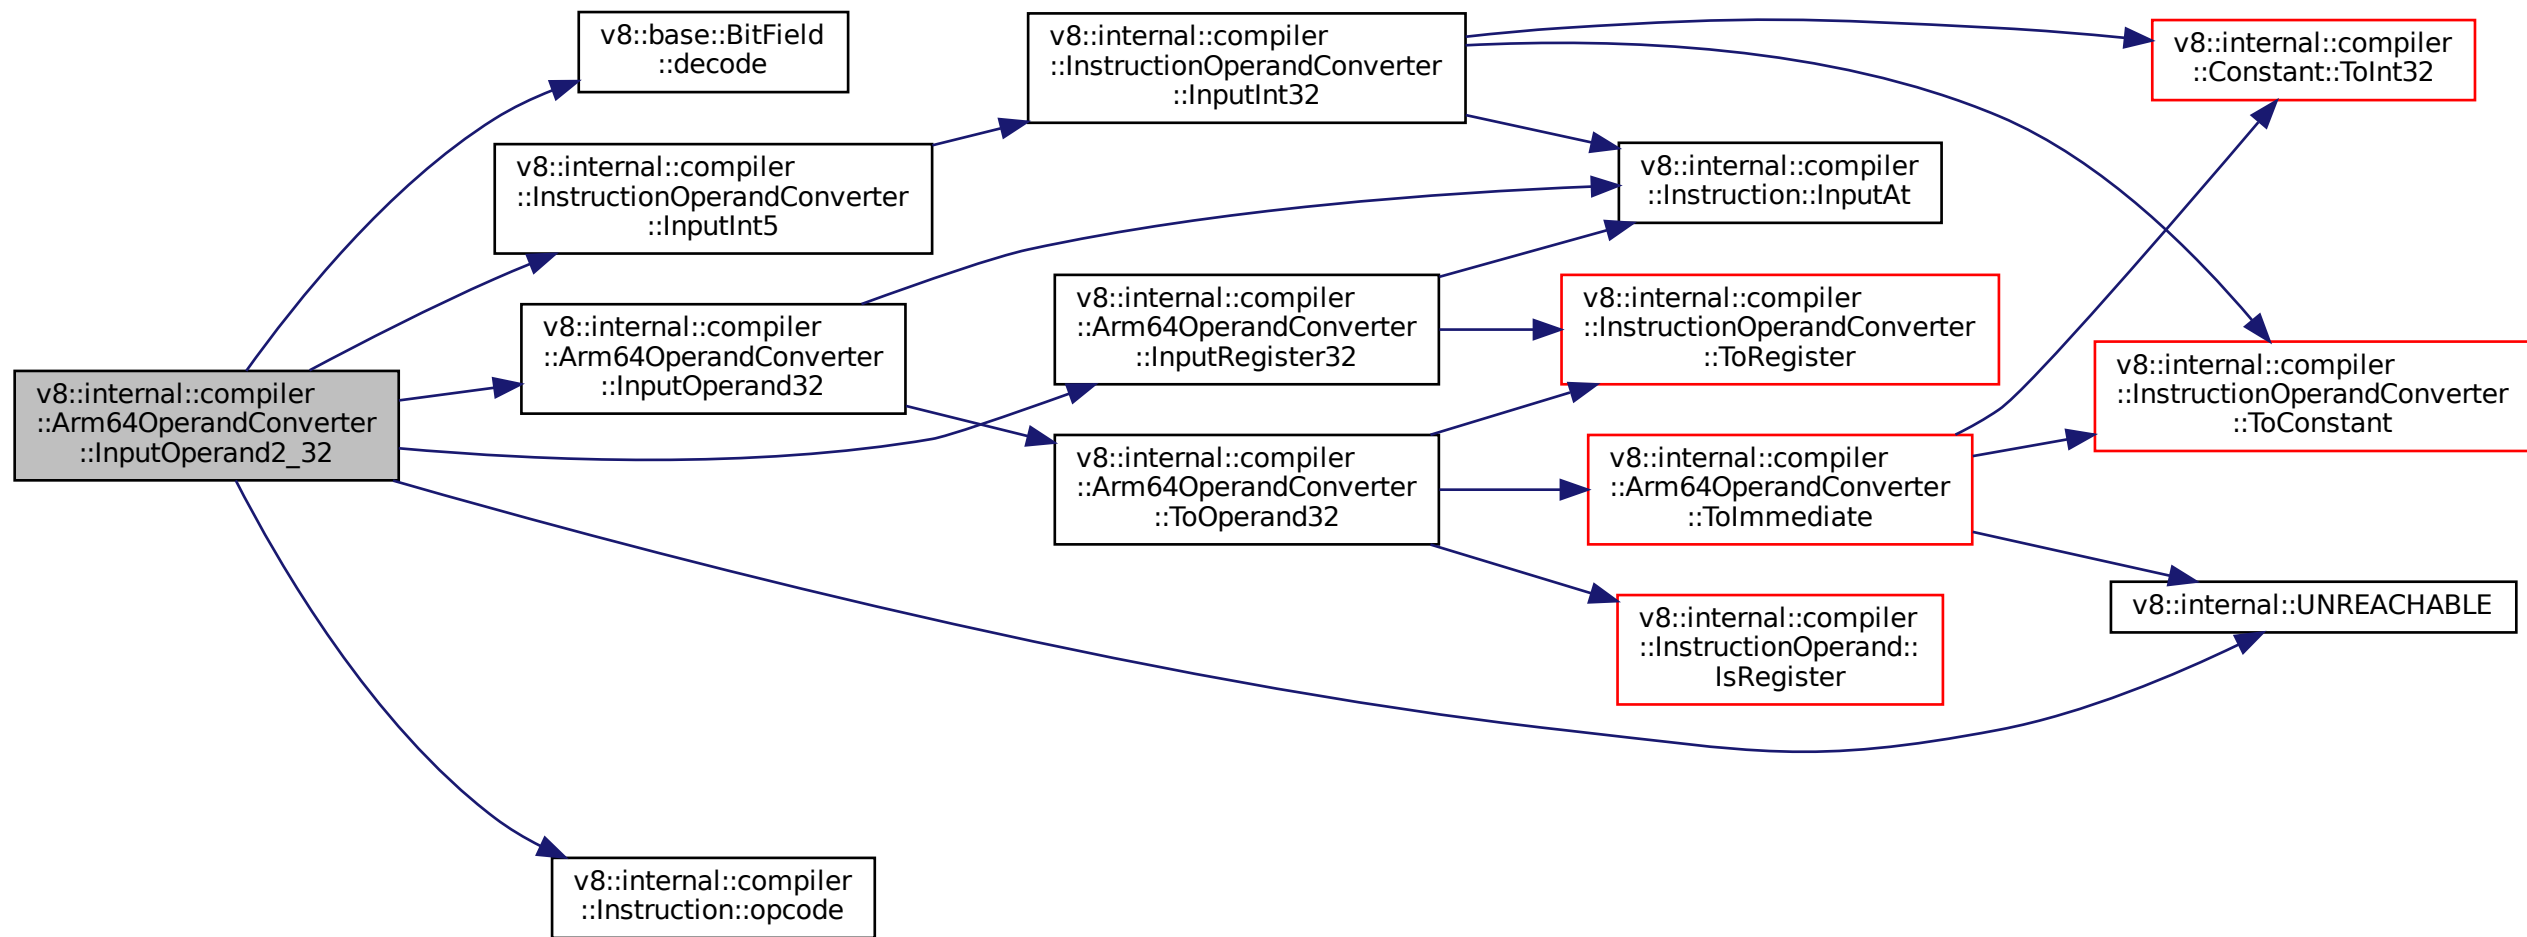 v8::base::BitField
::decode
v8::internal::compiler
::InstructionOperandConverter
::InputInt32
v8::internal::compiler
::Constant::ToInt32
v8::internal::compiler
::InstructionOperandConverter
::InputInt5
v8::internal::compiler
::Instruction::InputAt
v8::internal::compiler
::Arm64OperandConverter
::InputOperand32
v8::internal::compiler
::Arm64OperandConverter
::InputRegister32
v8::internal::compiler
::InstructionOperandConverter
::ToRegister
v8::internal::compiler
::InstructionOperandConverter
::ToConstant
v8::internal::compiler
::Arm64OperandConverter
::InputOperand2_32
v8::internal::compiler
::Arm64OperandConverter
::ToOperand32
v8::internal::compiler
::Arm64OperandConverter
::ToImmediate
v8::internal::UNREACHABLE
v8::internal::compiler
::InstructionOperand::
IsRegister
v8::internal::compiler
::Instruction::opcode